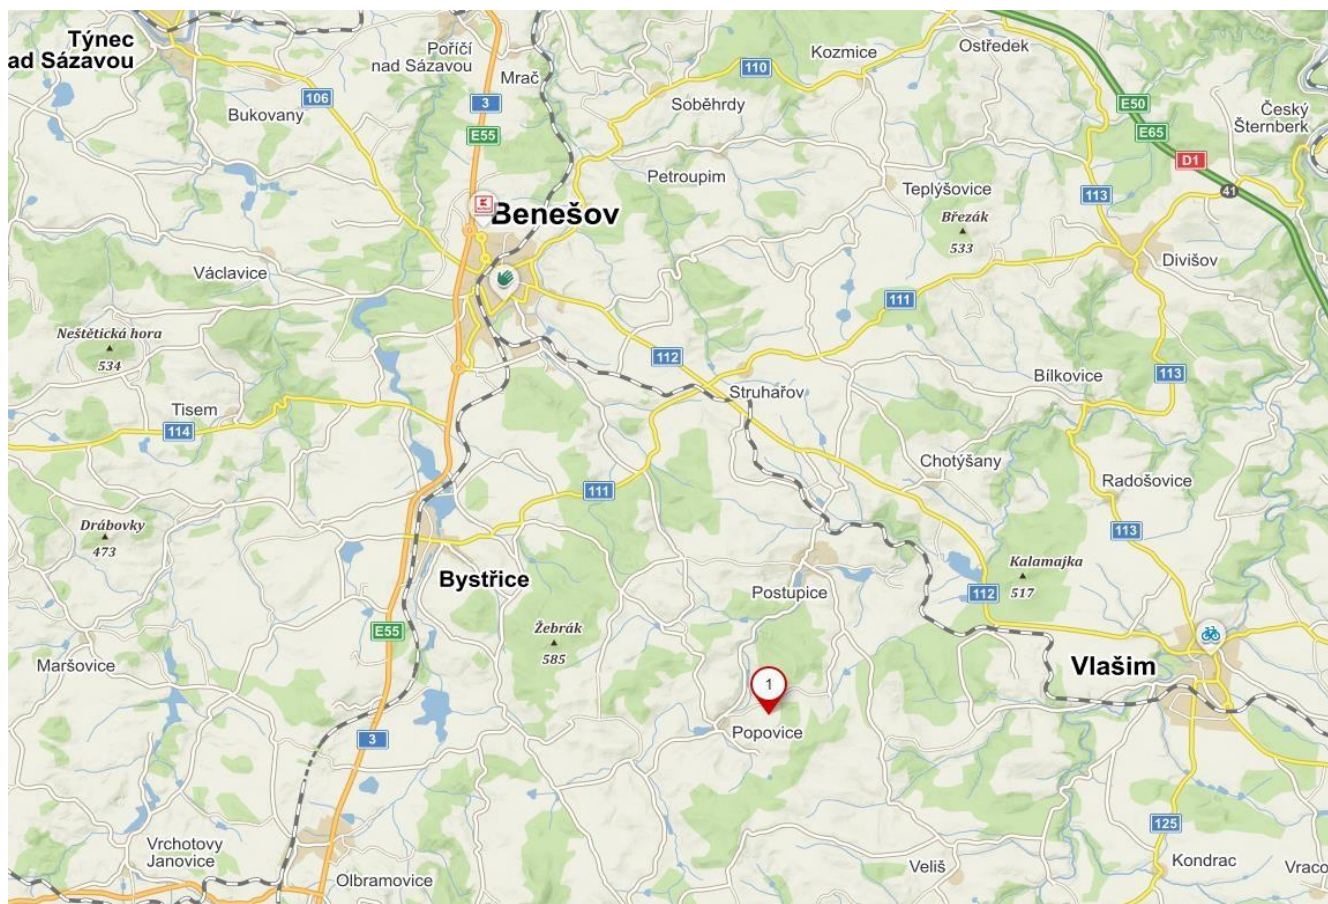 Týnec
nad Sázavou
Poříčí
nad Sázavou
Mrač
Kozmice
Ostředek
110
3
106
Bukovany
Soběhrdy
E50
E65
Český
Šternberk
E55
D1
Petroupim
Teplýšovice
113
41
Benešov
Březák
533
Václavice
Divišov
111
Neštětická hora
534
112
Struhařov
Bílkovice
113
Tisem
114
Chotýšany
Radošovice
111
Drábovky
473
113
Kalamajka
517
Bystřice
Postupice
112
Žebrák
585
E55
Maršovice
Vlašim
1
Popovice
3
125
Vrchotovy
Janovice
Olbramovice
Veliš
Kondrac
Vraco